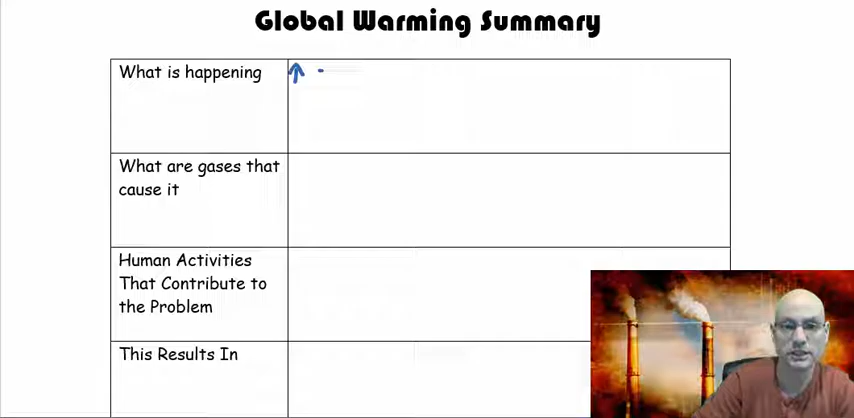 Global Warming Summary
What is happening
↑
What are gases that
cause it
Human Activities
That Contribute to
the Problem
This Results In